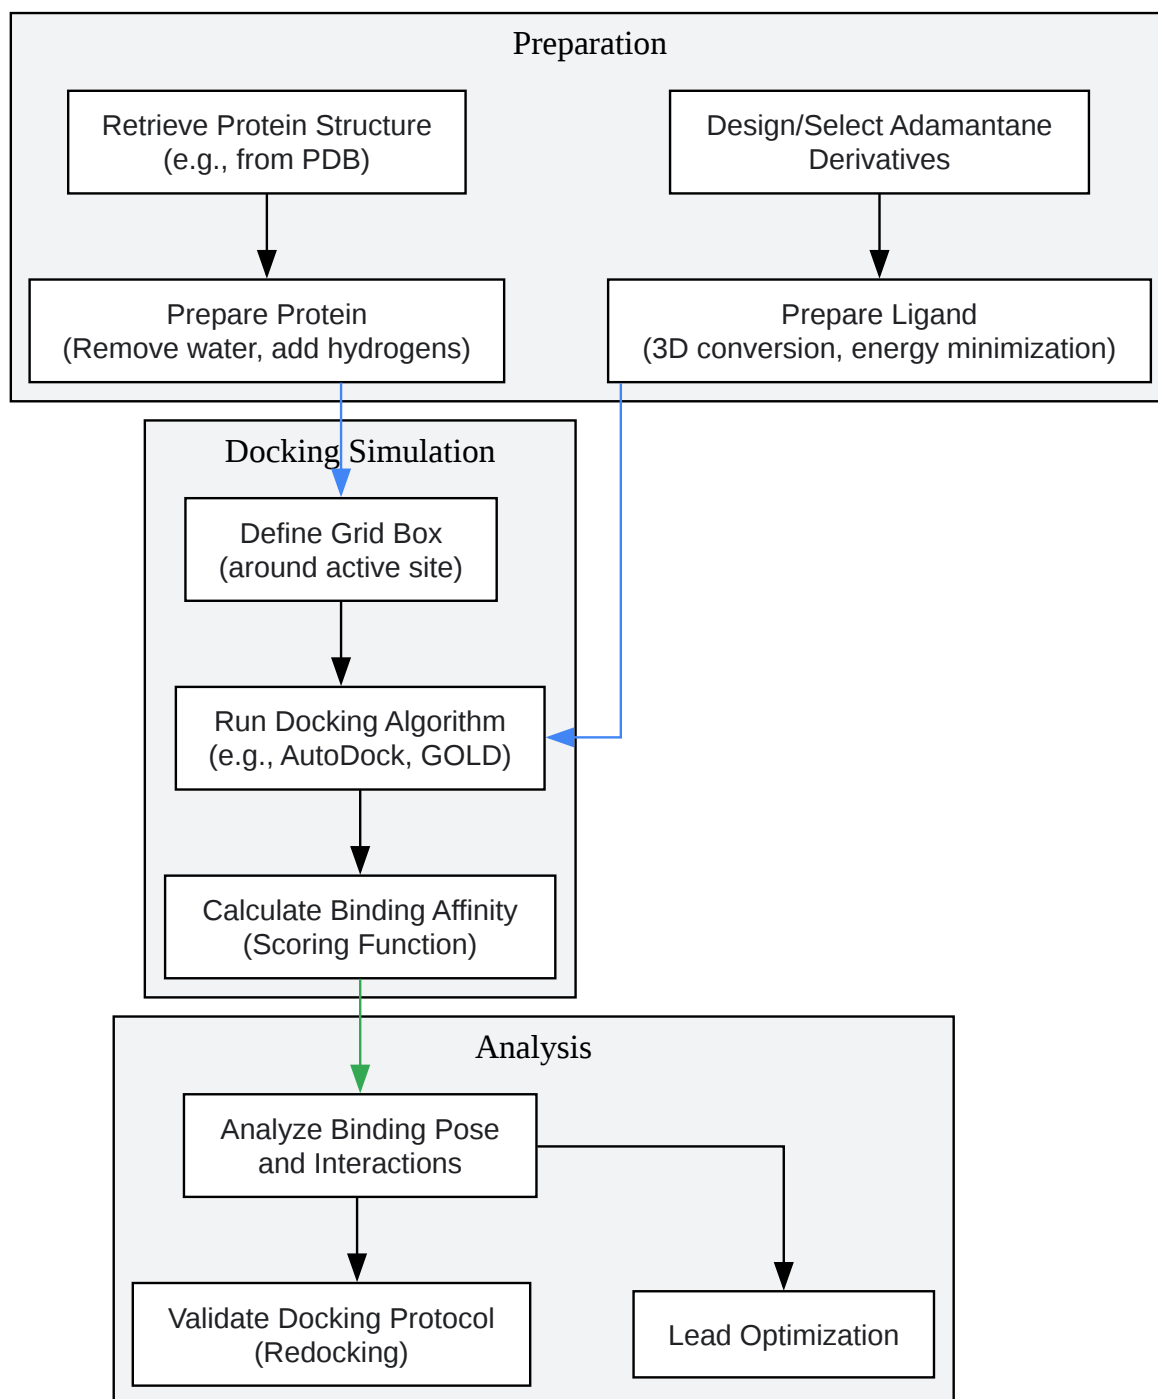 Preparation
Retrieve Protein Structure
(e.g., from PDB)
Design/Select Adamantane
Derivatives
Prepare Protein
(Remove water, add hydrogens)
Prepare Ligand
(3D conversion, energy minimization)
Docking Simulation
Define Grid Box
(around active site)
Run Docking Algorithm
(e.g., AutoDock, GOLD)
Calculate Binding Affinity
(Scoring Function)
Analysis
Analyze Binding Pose
and Interactions
Validate Docking Protocol
(Redocking)
Lead Optimization